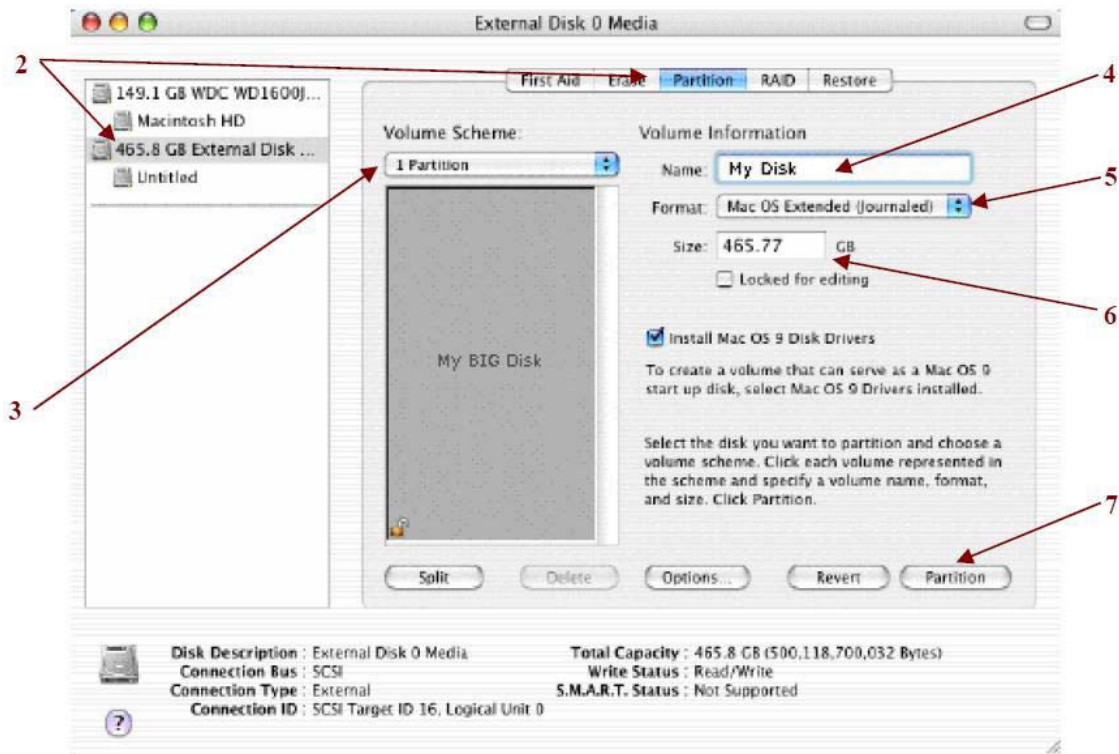 External Disk 0 Media
2
149.1 GB WDC WD1600J...
Macintosh HD
465.8 GB External Disk ...
Untitled
First Aid Erase Partition RAID Restore
Volume Scheme:
1 Partition
My BIG Disk
3
Volume Information
Name: My Disk
4
Format: Mac OS Extended (Journaled)
5
Size: 465.77 GB
Locked for editing
6
Install Mac OS 9 Disk Drivers
To create a volume that can serve as a Mac OS 9
start up disk, select Mac OS 9 Drivers installed.
Select the disk you want to partition and choose a
volume scheme. Click each volume represented in
the scheme and specify a volume name, format,
and size. Click Partition.
7
Split Delete Options... Revert Partition
Disk Description : External Disk 0 Media
Connection Bus : SCSI
Connection Type : External
Connection ID : SCSI Target ID 16, Logical Unit 0
Total Capacity : 465.8 GB (500,118,700,032 Bytes)
Write Status : Read/Write
S.M.A.R.T. Status : Not Supported
?